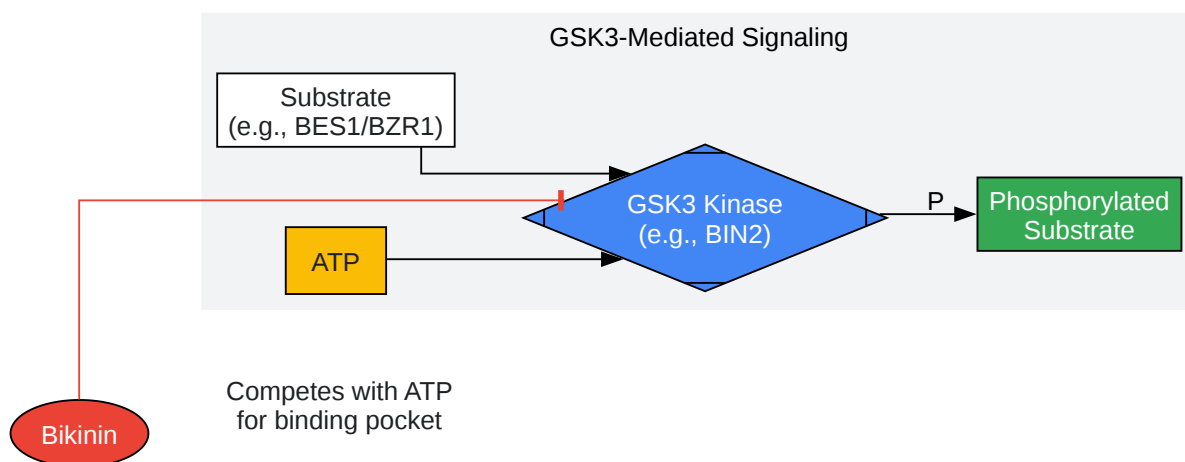 GSK3-Mediated Signaling
Substrate
(e.g., BES1/BZR1)
GSK3 Kinase
(e.g., BIN2)
P
Phosphorylated
Substrate
ATP
Competes with ATP
for binding pocket
Bikinin